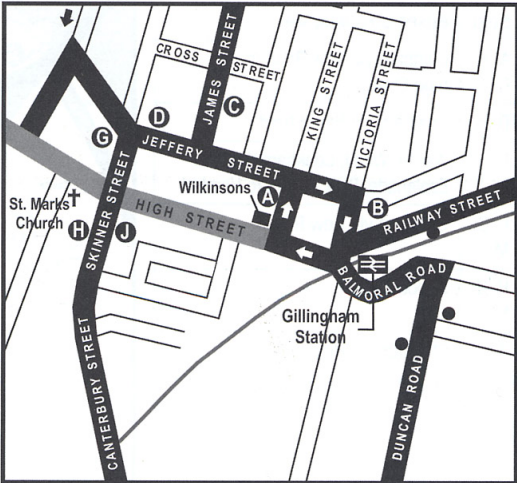 CROSS STREET
JAMES STREET
KING STREET
VICTORIA STREET
D
C
G
JEFFERY STREET
Wilkinsons
A
B
St. Marks
Church
HIGH STREET
RAILWAY STREET
H
J
SKINNER STREET
BALMORAL ROAD
Gillingham
Station
CANTERBURY STREET
DUNCAN ROAD